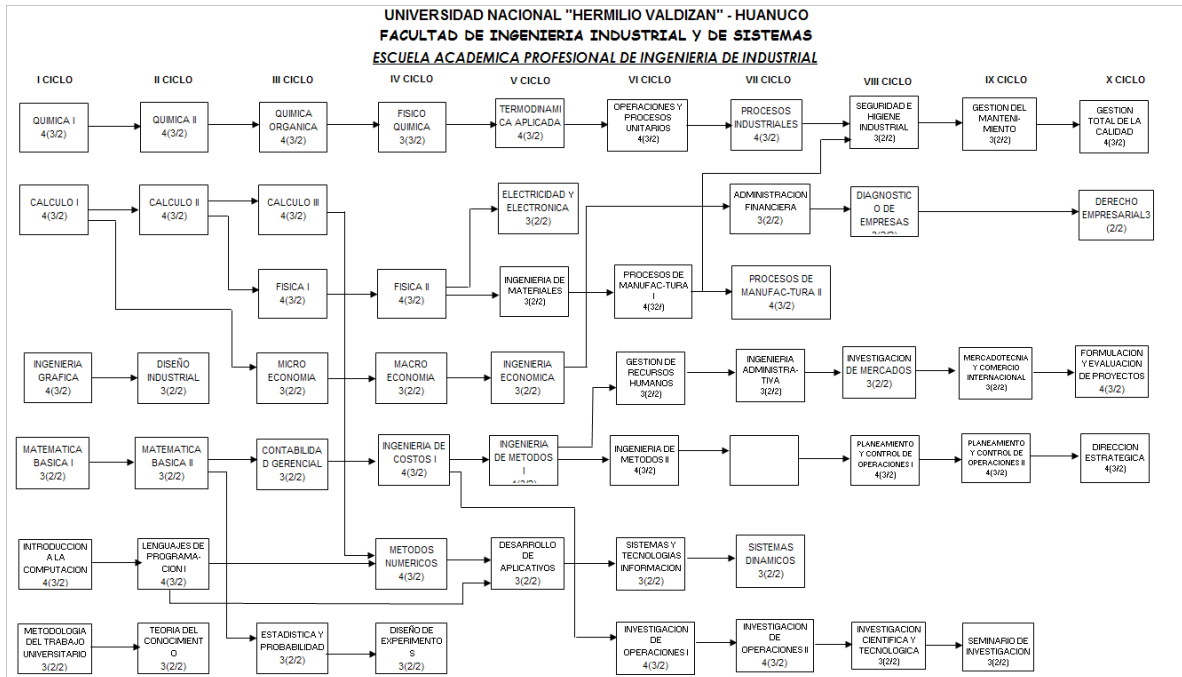 UNIVERSIDAD NACIONAL "HERMILIO VALDIZAN" - HUANUCO
FACULTAD DE INGENIERIA INDUSTRIAL Y DE SISTEMAS
ESCUELA ACADEMICA PROFESIONAL DE INGENIERIA DE INDUSTRIAL
I CICLO
II CICLO
III CICLO
IV CICLO
V CICLO
VI CICLO
VII CICLO
VIII CICLO
IX CICLO
X CICLO
QUIMICA I
4(3/2)
QUIMICA II
4(3/2)
QUIMICA
ORGANICA
4(3/2)
FISICO
QUIMICA
3(3/2)
TERMODINAMI
CA APLICADA
4(3/2)
OPERACIONES Y
PROCESOS
UNITARIOS
4(3/2)
PROCESOS
INDUSTRIALES
4(3/2)
SEGURIDAD E
HIGIENE
INDUSTRIAL
3(2/2)
GESTION DEL
MANTENI-
MIENTO
3(2/2)
GESTION
TOTAL DE LA
CALIDAD
4(3/2)
CALCULO I
4(3/2)
CALCULO II
4(3/2)
CALCULO III
4(3/2)
ELECTRICIDAD Y
ELECTRONICA
3(2/2)
ADMINISTRACION
FINANCIERA
3(2/2)
DIAGNOSTIC
O DE
EMPRESAS
3(2/2)
DERECHO
EMPRESARIAL3
(2/2)
FISICA I
4(3/2)
FISICA II
4(3/2)
INGENIERIA DE
MATERIALES
3(2/2)
PROCESOS DE
MANUFAC-TURA
I
4(32/)
PROCESOS DE
MANUFAC-TURA II
4(3/2)
INGENIERIA
GRAFICA
4(3/2)
DISEÑO
INDUSTRIAL
3(2/2)
MICRO
ECONOMIA
3(2/2)
MACRO
ECONOMIA
3(2/2)
INGENIERIA
ECONOMICA
3(2/2)
GESTION DE
RECURSOS
HUMANOS
3(2/2)
INGENIERIA
ADMINISTRA-
TIVA
3(2/2)
INVESTIGACION
DE MERCADOS
3(2/2)
MERCADOTECNIA
Y COMERCIO
INTERNACIONAL
3(2/2)
FORMULACION
Y EVALUACION
DE PROYECTOS
4(3/2)
MATEMATICA
BASICA I
3(2/2)
MATEMATICA
BASICA II
3(2/2)
CONTABILIDA
D GERENCIAL
3(2/2)
INGENIERIA DE
COSTOS I
4(3/2)
INGENIERIA
DE METODOS
I
4(3/2)
INGENIERIA DE
METODOS II
4(3/2)
PLANEAMIENTO
Y CONTROL DE
OPERACIONES I
4(3/2)
PLANEAMIENTO
Y CONTROL DE
OPERACIONES II
4(3/2)
DIRECCION
ESTRATEGICA
4(3/2)
INTRODUCCION
A LA
COMPUTACION
4(3/2)
LENGUAJES DE
PROGRAMA-
CION I
4(3/2)
METODOS
NUMERICOS
4(3/2)
DESARROLLO
DE
APLICATIVOS
3(2/2)
SISTEMAS Y
TECNOLOGIAS
INFORMACION
3(2/2)
SISTEMAS
DINAMICOS
3(2/2)
METODOLOGIA
DEL TRABAJO
UNIVERSITARIO
3(2/2)
TEORIA DEL
CONOCIMIENT
O
3(2/2)
ESTADISTICA Y
PROBABILIDAD
3(2/2)
DISEÑO DE
EXPERIMENTO
S
3(2/2)
INVESTIGACION
DE
OPERACIONES I
4(3/2)
INVESTIGACION
DE
OPERACIONES II
4(3/2)
INVESTIGACION
CIENTIFICA Y
TECNOLOGICA
3(2/2)
SEMINARIO DE
INVESTIGACION
3(2/2)